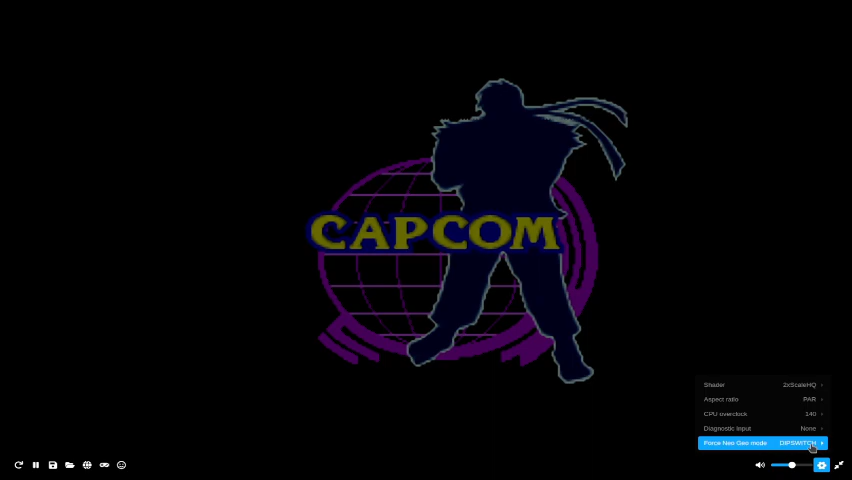 CAPCOM
Shader 2xScaleHQ
Aspect ratio PAR
CPU overclock 140
Diagnostic Input None
Force Neo Geo mode DIPSWITCH